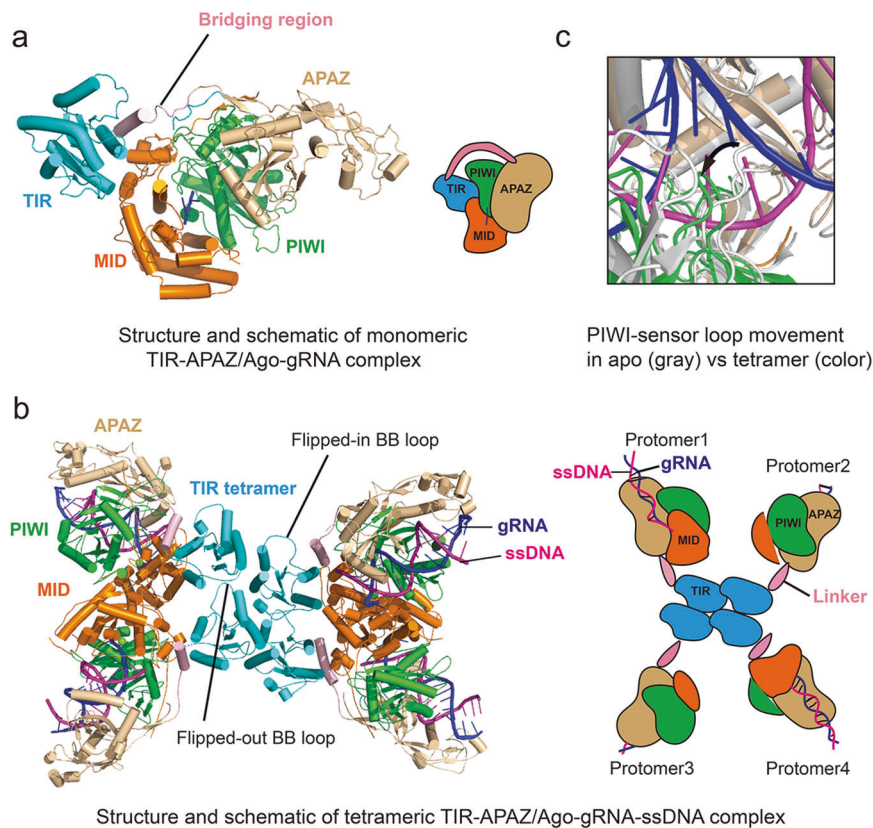 a
Bridging region
APAZ
TIR
MID
PIWI
TIR
PIWI
APAZ
MID
Structure and schematic of monomeric
TIR-APAZ/Ago-gRNA complex
c
PIWI-sensor loop movement
in apo (gray) vs tetramer (color)
b
APAZ
Flipped-in BB loop
TIR tetramer
PIWI
gRNA
ssDNA
MID
Flipped-out BB loop
Protomer1
ssDNA
gRNA
Protomer2
MID
PIWI
APAZ
TIR
Linker
Protomer3
Protomer4
Structure and schematic of tetrameric TIR-APAZ/Ago-gRNA-ssDNA complex